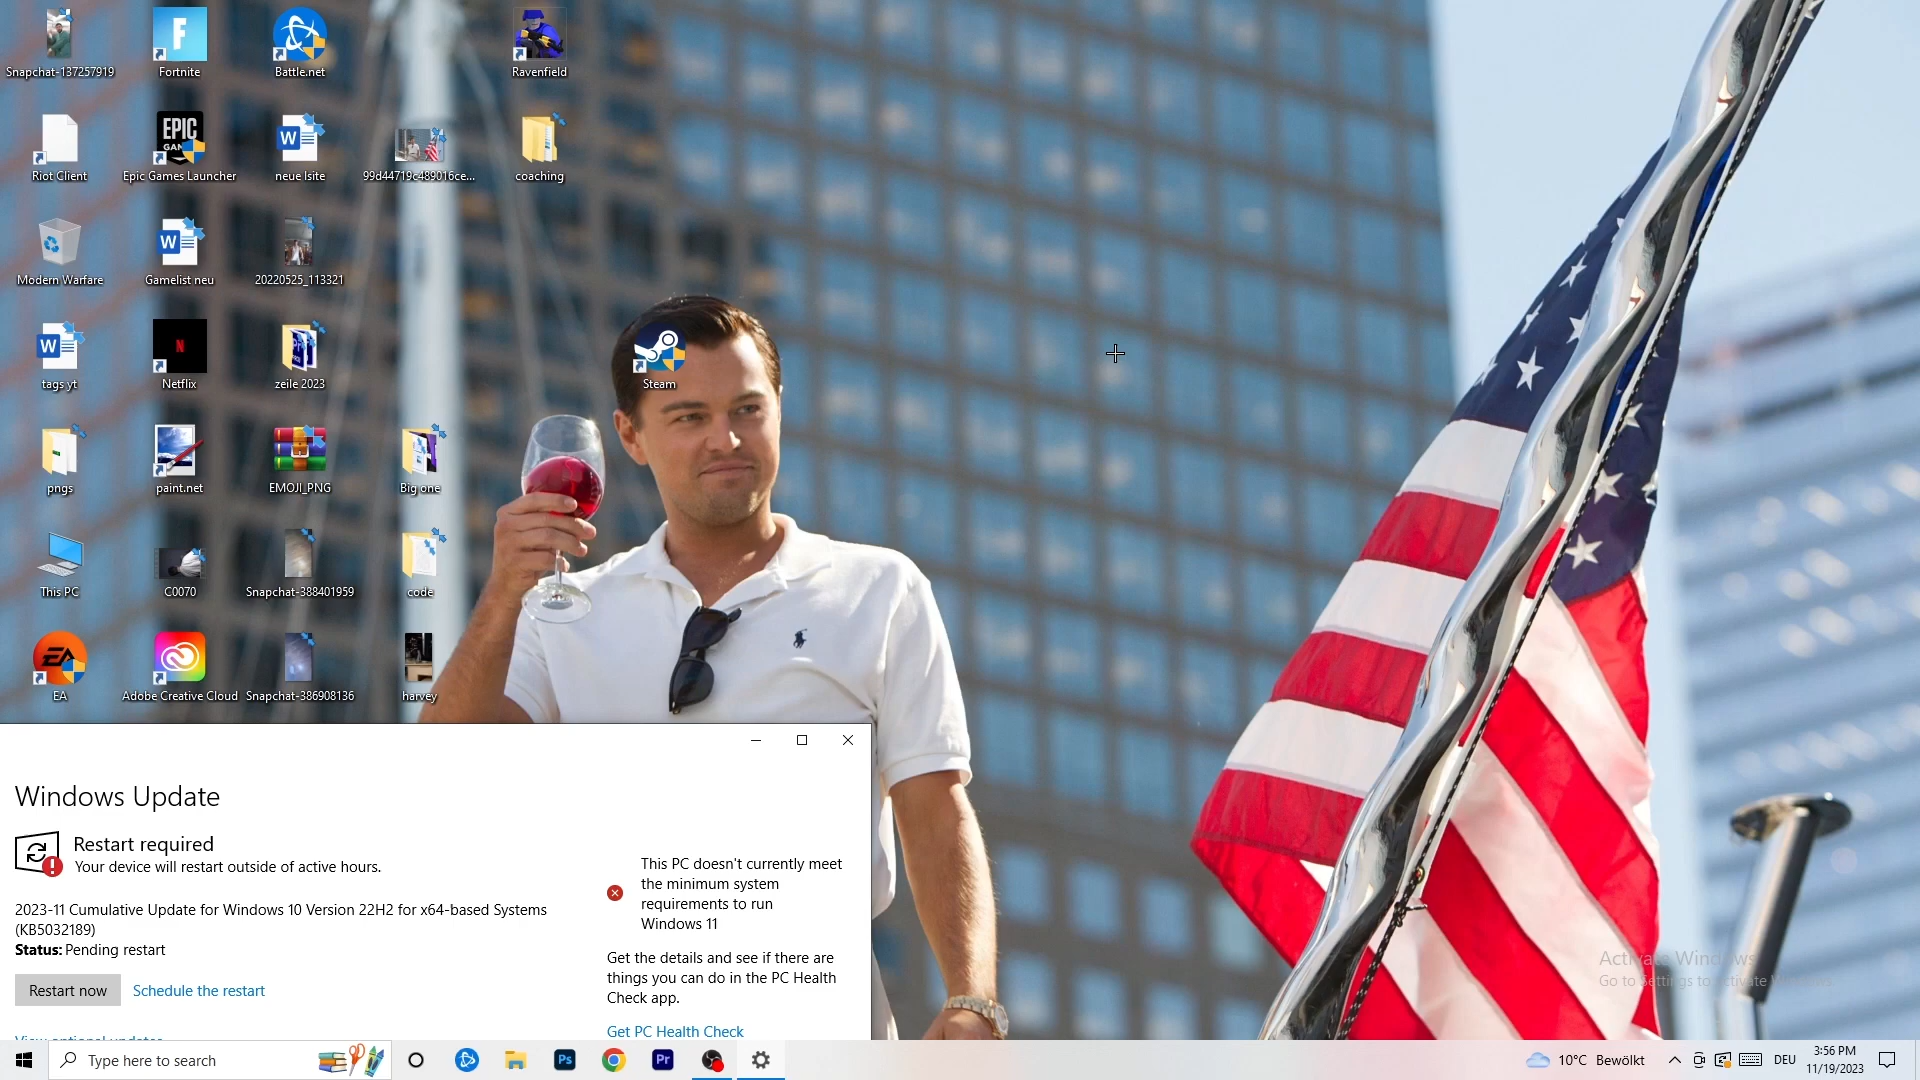 Snapchat-137257919
Fortnite
Battle.net
Ravenfield
Riot Client
EPIC
Epic Games Launcher
neue lsite
99d44719c489016ce...
coaching
Modern Warfare
Gamelist neu
20220525_113321
tags yt
Netflix
zeile 2023
Steam
pngs
paint.net
EMOJI_PNG
Big one
This PC
C0070
Snapchat-388401959
code
EA
Adobe Creative Cloud
Snapchat-386908136
harvey
Windows Update
Restart required
Your device will restart outside of active hours.
2023-11 Cumulative Update for Windows 10 Version 22H2 for x64-based Systems
(KB5032189)
Status: Pending restart
Restart now
Schedule the restart
View optional updates
This PC doesn't currently meet
the minimum system
requirements to run
Windows 11
Get the details and see if there are
things you can do in the PC Health
Check app.
Get PC Health Check
Activate Windows
Go to Settings to activate Windows.
Type here to search
Ps
Pr
10°C Bewölkt
DEU
3:56 PM
11/19/2023